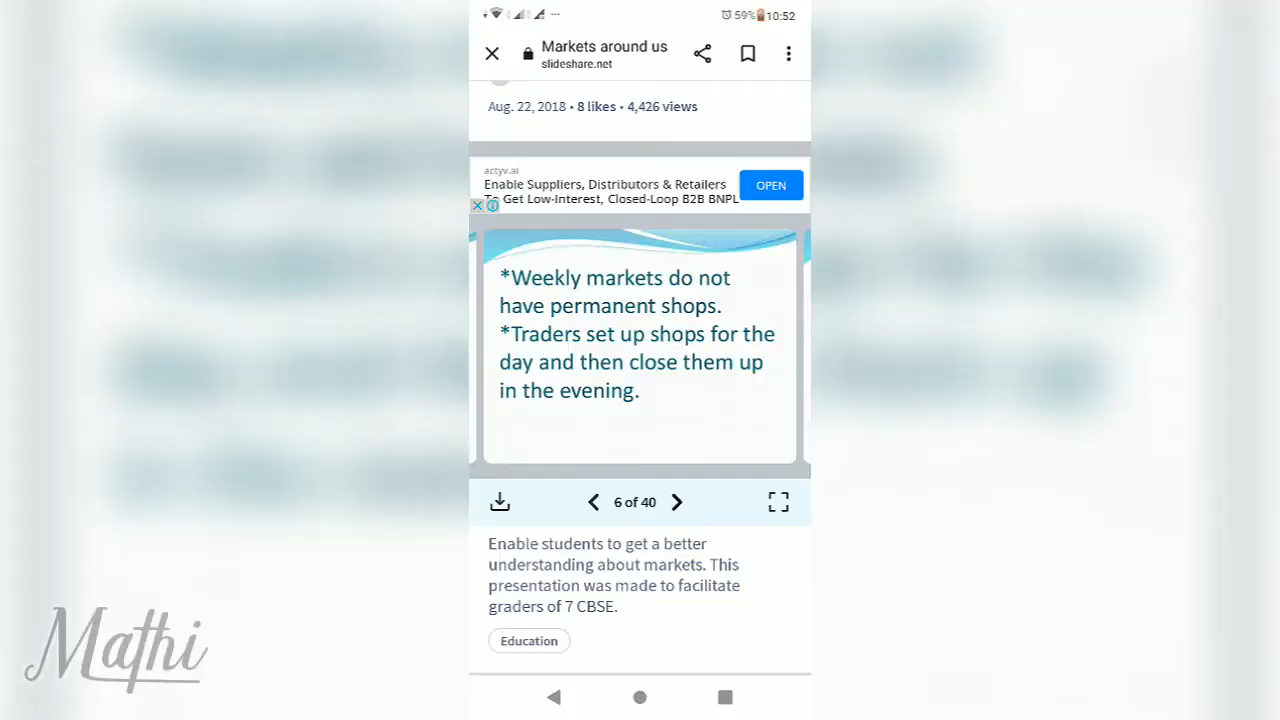 59% 10:52
Markets around us
slideshare.net
Aug. 22, 2018 • 8 likes • 4,426 views
actyv.ai
Enable Suppliers, Distributors & Retailers
To Get Low-Interest, Closed-Loop B2B BNPL
OPEN
*Weekly markets do not
have permanent shops.
*Traders set up shops for the
day and then close them up
in the evening.
6 of 40
Enable students to get a better
understanding about markets. This
presentation was made to facilitate
graders of 7 CBSE.
Education
Mathi